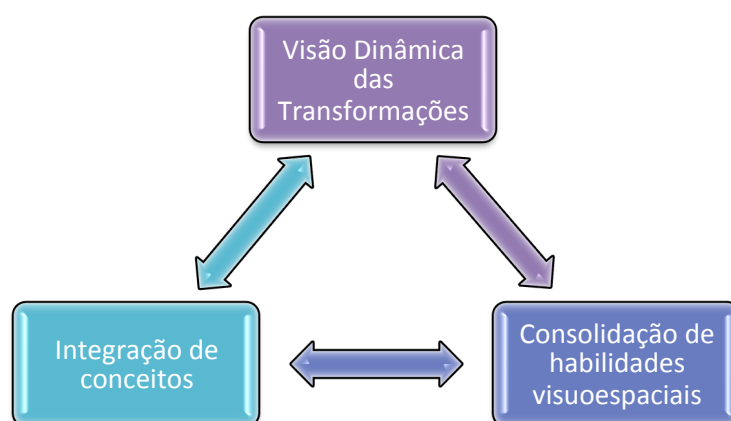 Visão Dinâmica
das
Transformações
Integração de
conceitos
Consolidação de
habilidades
visuoespaciais